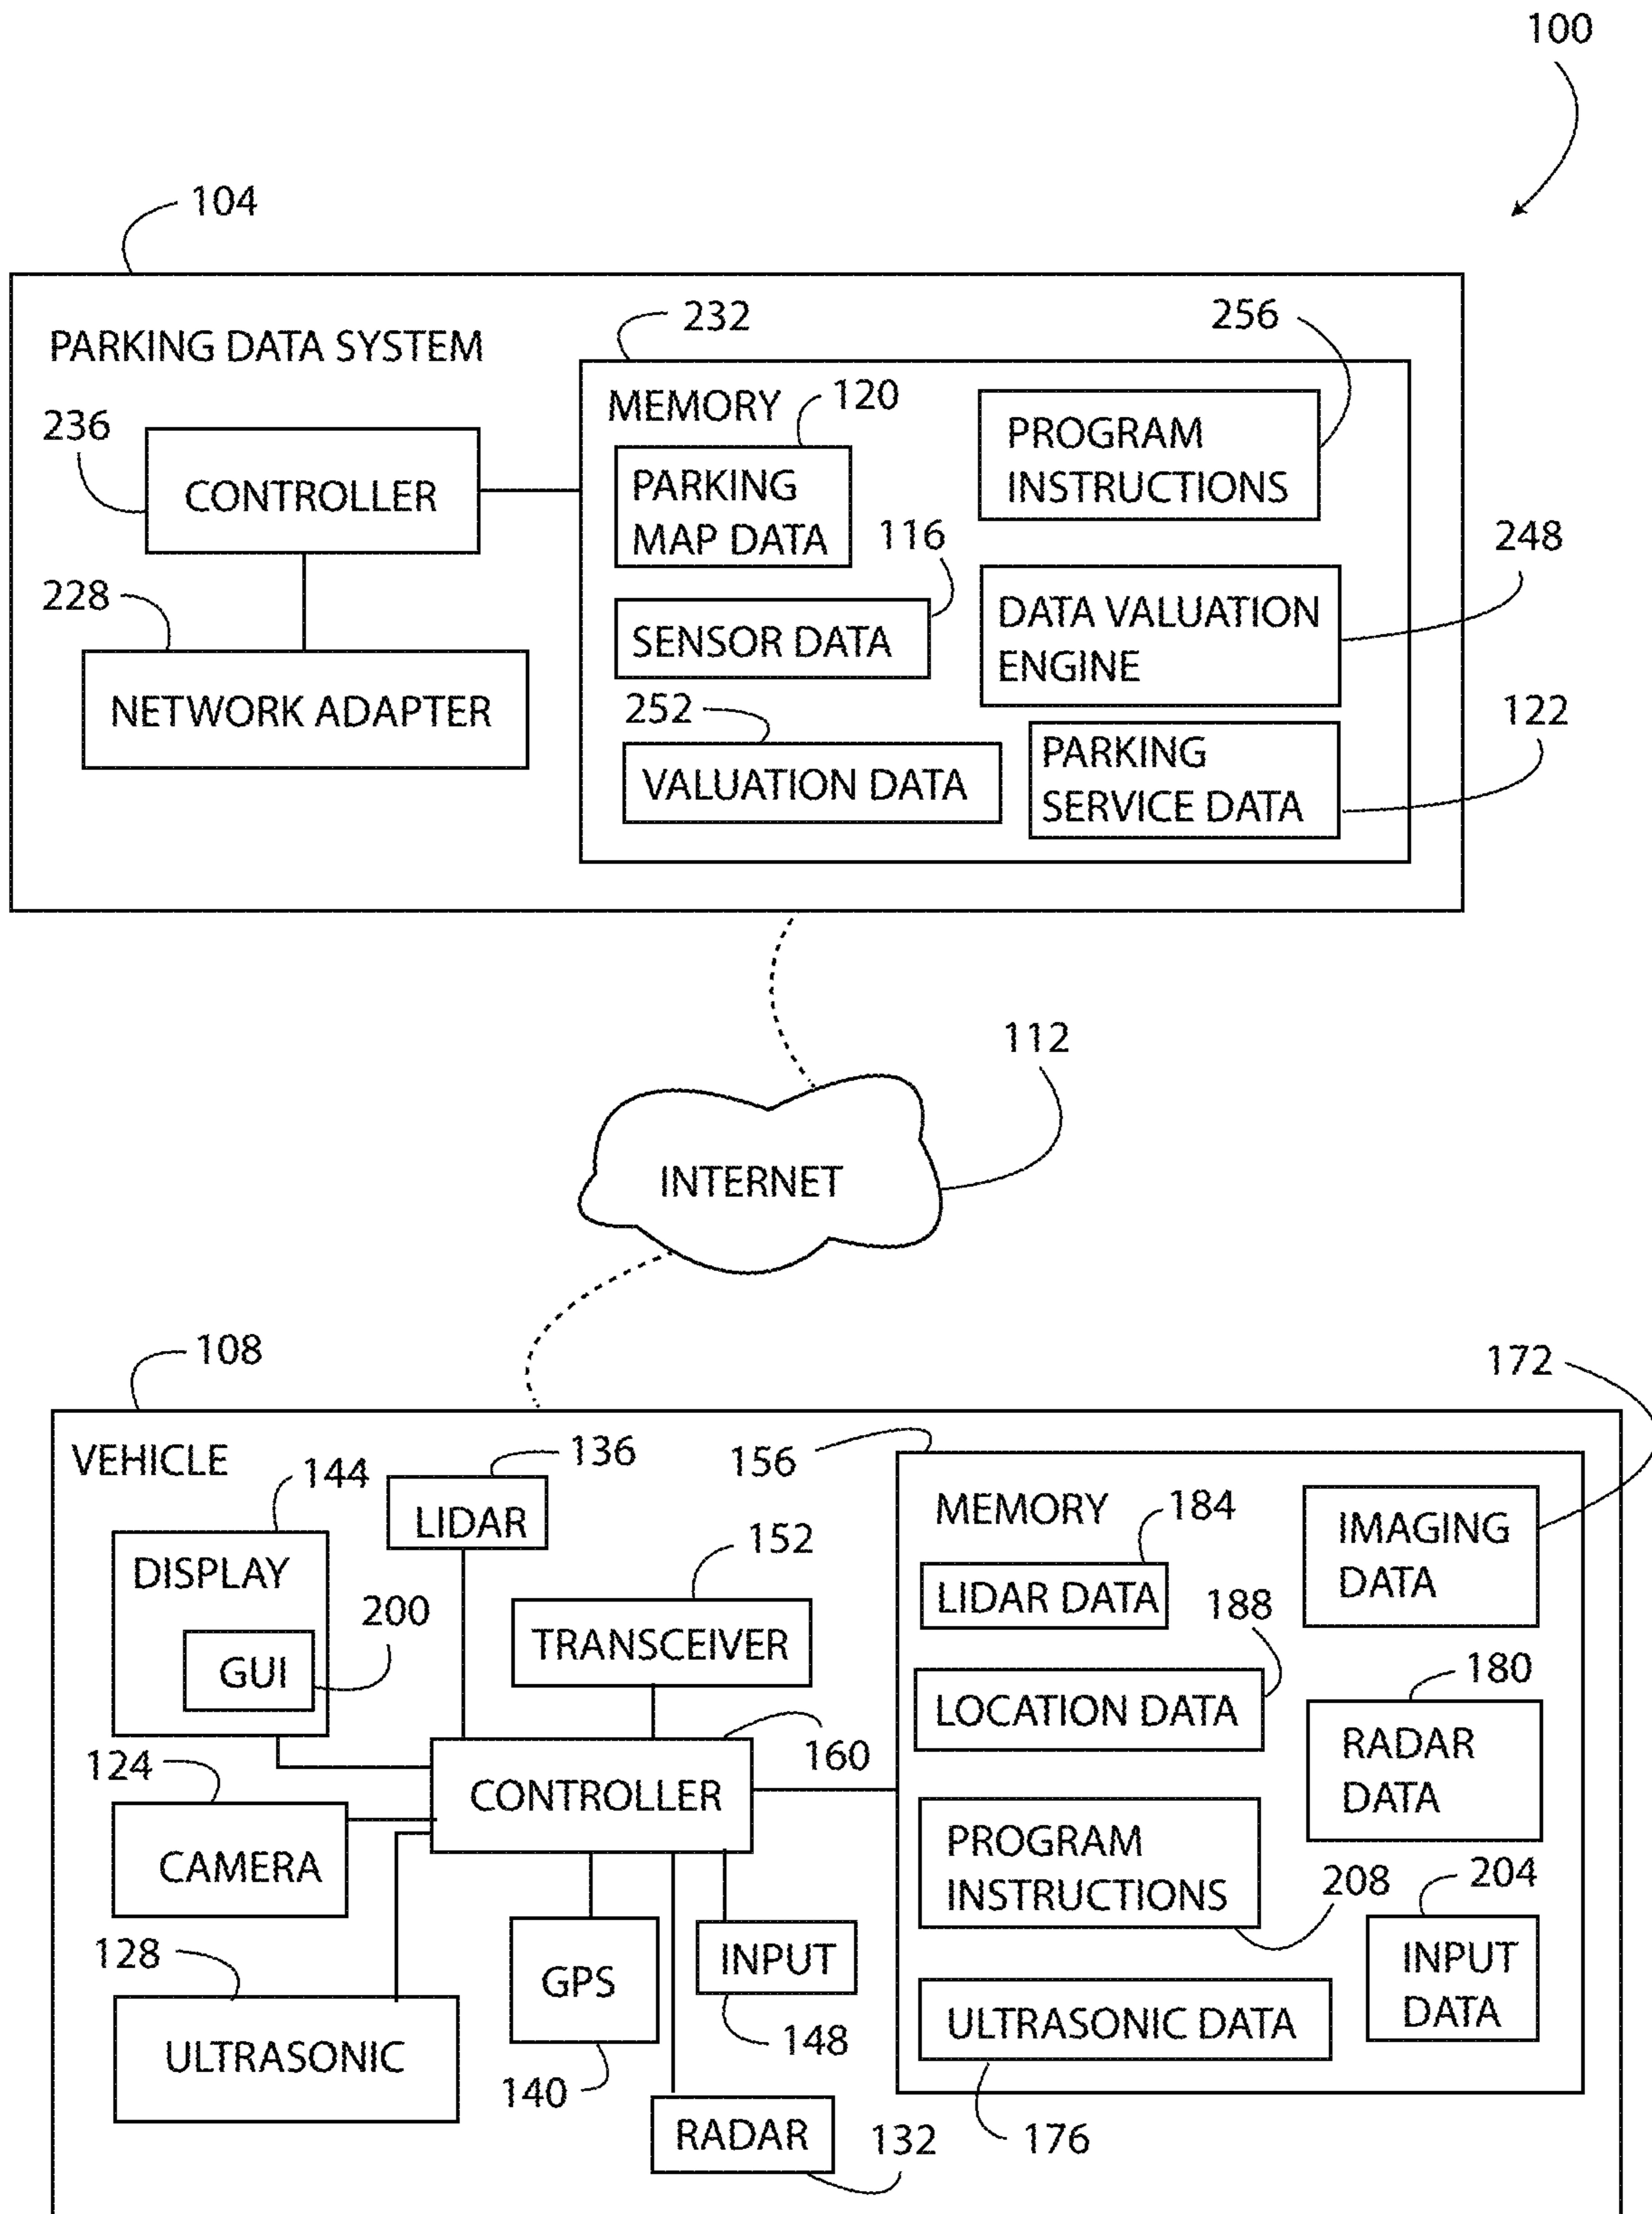 100
104
PARKING DATA SYSTEM
232
256
MEMORY
120
236
CONTROLLER
PARKING
MAP DATA
PROGRAM
INSTRUCTIONS
116
248
228
SENSOR DATA
DATA VALUATION
ENGINE
NETWORK ADAPTER
252
122
VALUATION DATA
PARKING
SERVICE DATA
112
INTERNET
108
172
VEHICLE
144
136
156
LIDAR
MEMORY
184
IMAGING
DATA
DISPLAY
152
LIDAR DATA
188
200
GUI
TRANSCEIVER
LOCATION DATA
180
RADAR
DATA
124
160
CONTROLLER
CAMERA
PROGRAM
INSTRUCTIONS
208
204
128
GPS
INPUT
INPUT
DATA
ULTRASONIC
148
ULTRASONIC DATA
140
RADAR
132
176